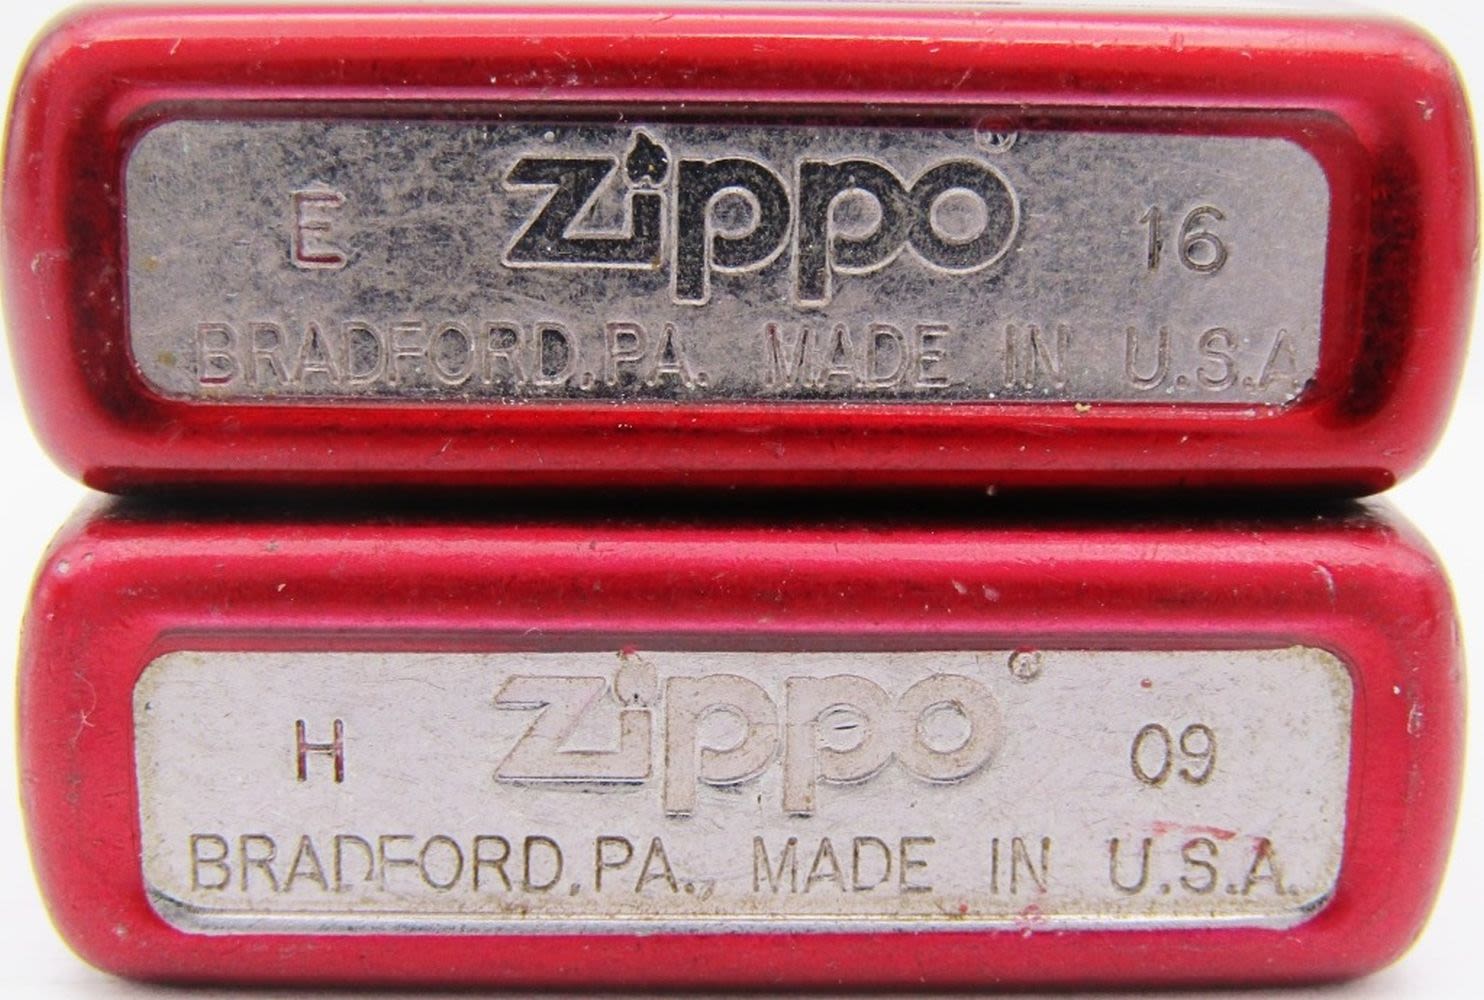 E zippo® 16
BRADFORD, PA. MADE IN U.S.A
H zippo® 09
BRADFORD, PA., MADE IN U.S.A.